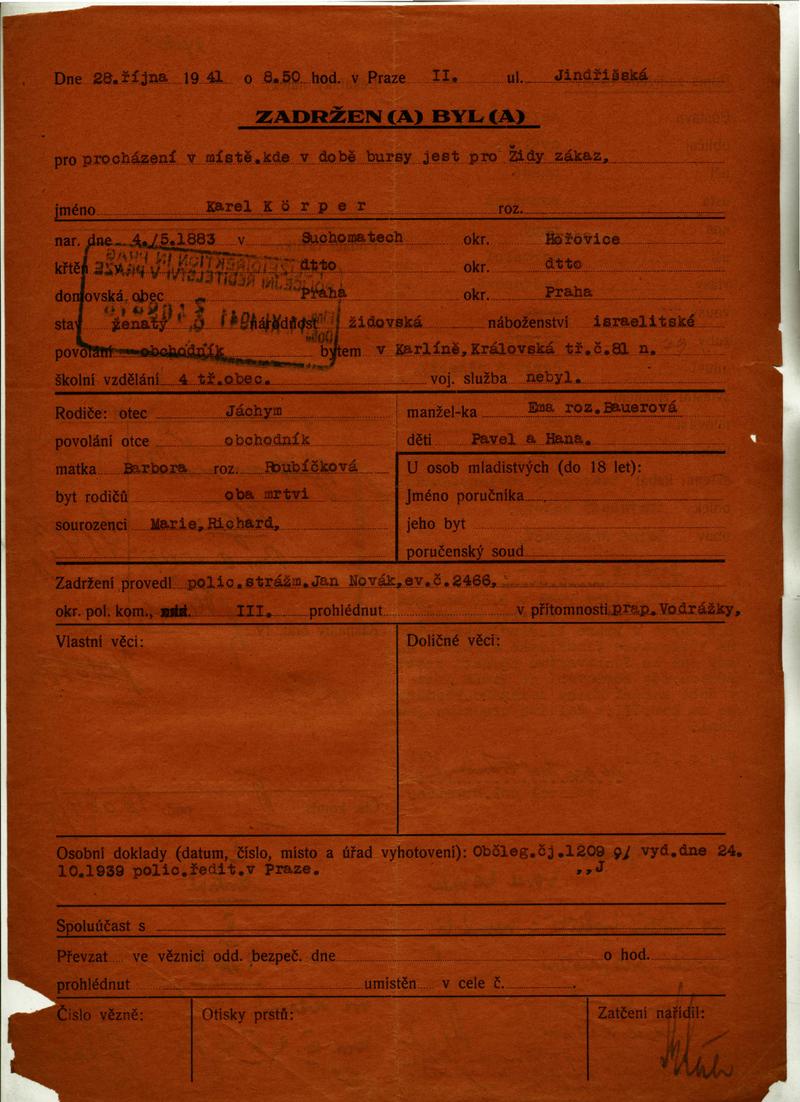 Dne 28.října 1941 o 8.50 hod. v Praze II. ul. Jindřišská
ZADRŽEN (A) BYL (A)
pro procházení v místě,kde v době bursy jest pro Židy zákaz,
jméno Karel Körper roz.
nar. dne 4./5.1883 v Suchomatech okr. Hořovice
křtěn dtto okr. dtto
domovská obec Praha okr. Praha
stav ženatý národnost židovská náboženství israelitské
povolání obchodník bytem v Karlíně,Královská tř.č.81 n.
školní vzdělání 4 tř.obec. voj. služba nebyl.
Rodiče: otec Jáchym manžel-ka Ema roz.Bauerová
povolání otce obchodník děti Pavel a Hana.
matka Barbora roz. Roubíčková U osob mladistvých (do 18 let):
byt rodičů oba mrtvi Jméno poručníka
sourozenci Marie,Richard, jeho byt
poručenský soud
Zadržení provedl polic.strážm.Jan Novák,ev.č.2466,
okr. pol. kom., III. prohlédnut v přítomnosti prap.Vodrážky,
Vlastní věci: Doličné věci:
Osobní doklady (datum, číslo, místo a úřad vyhotovení): Občleg.čj.1209 9/ vyd.dne 24.
10.1939 polic.ředit.v Praze. ,,J
Spoluúčast s
Převzat ve věznici odd. bezpeč. dne o hod.
prohlédnut umístěn v cele č.
Číslo vězně: Otisky prstů: Zatčení nařídil: